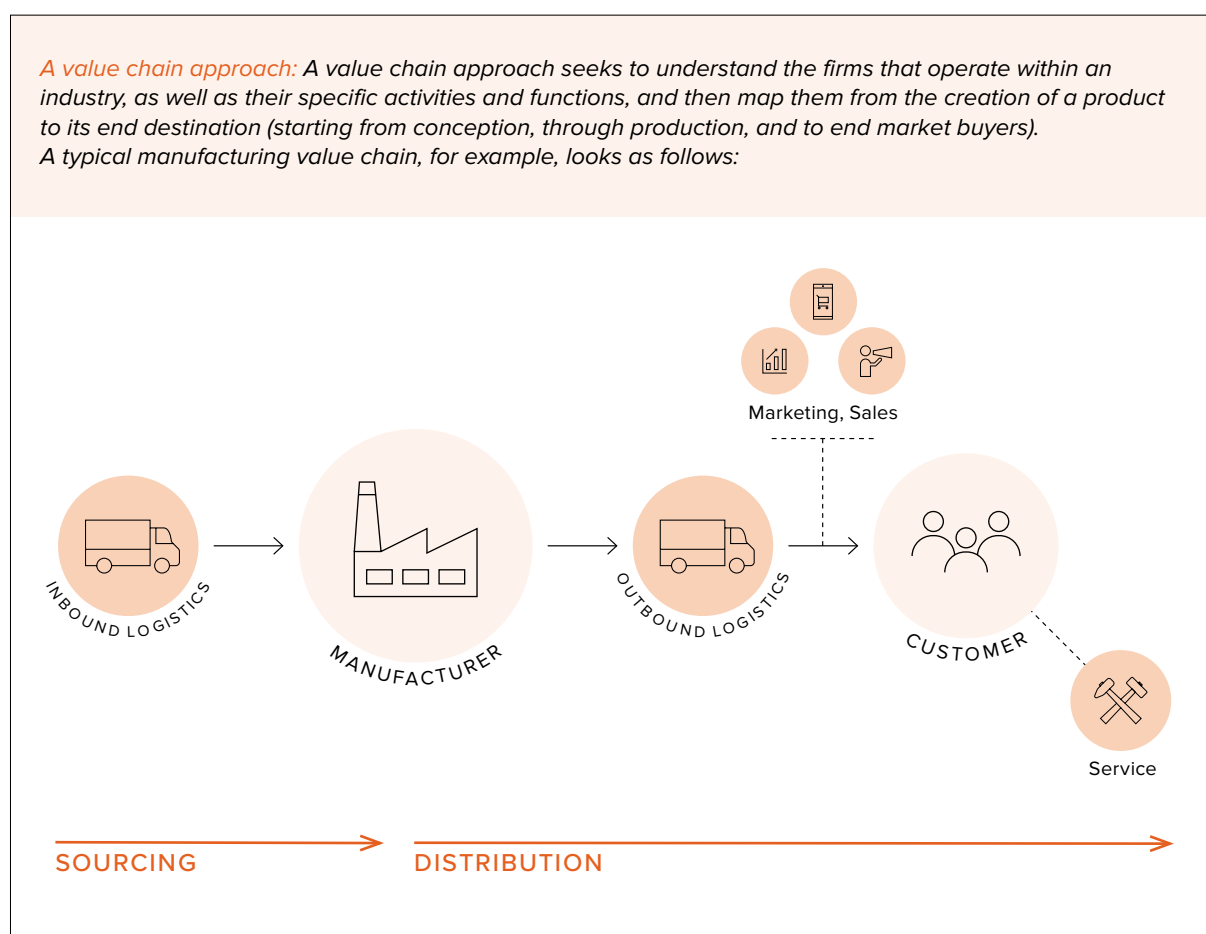 A value chain approach: A value chain approach seeks to understand the firms that operate within an
industry, as well as their specific activities and functions, and then map them from the creation of a product
to its end destination (starting from conception, through production, and to end market buyers).
A typical manufacturing value chain, for example, looks as follows:
Marketing, Sales
INBOUND LOGISTICS
MANUFACTURER
OUTBOUND LOGISTICS
CUSTOMER
Service
SOURCING
DISTRIBUTION